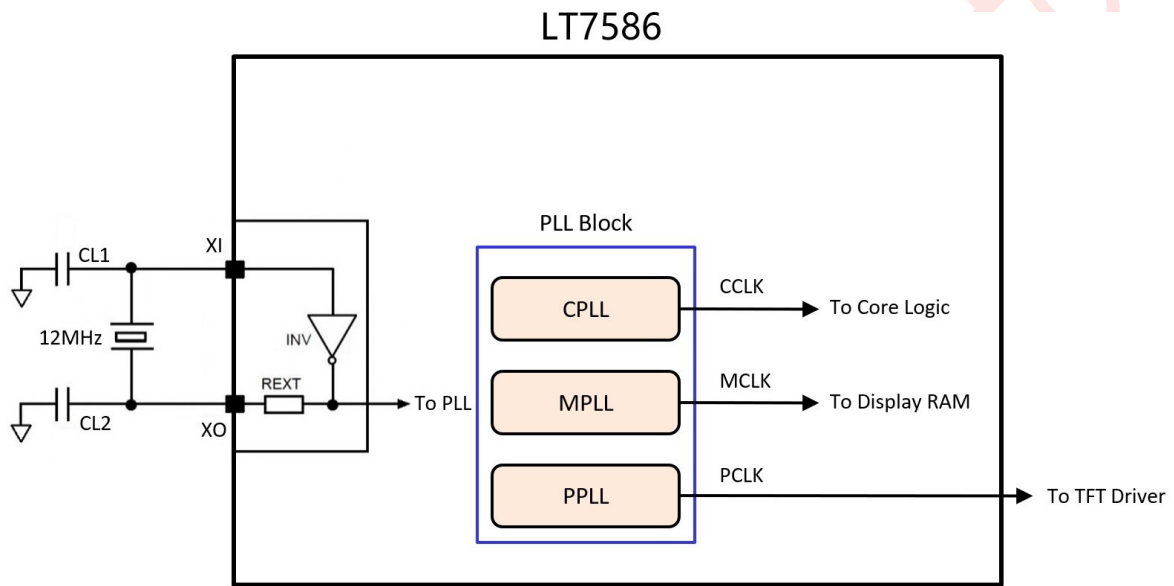 LT7586
PLL Block
XI
CL1
12MHz
CL2
XO
INV
REXT
To PLL
CPLL
CCLK
To Core Logic
MPLL
MCLK
To Display RAM
PPLL
PCLK
To TFT Driver